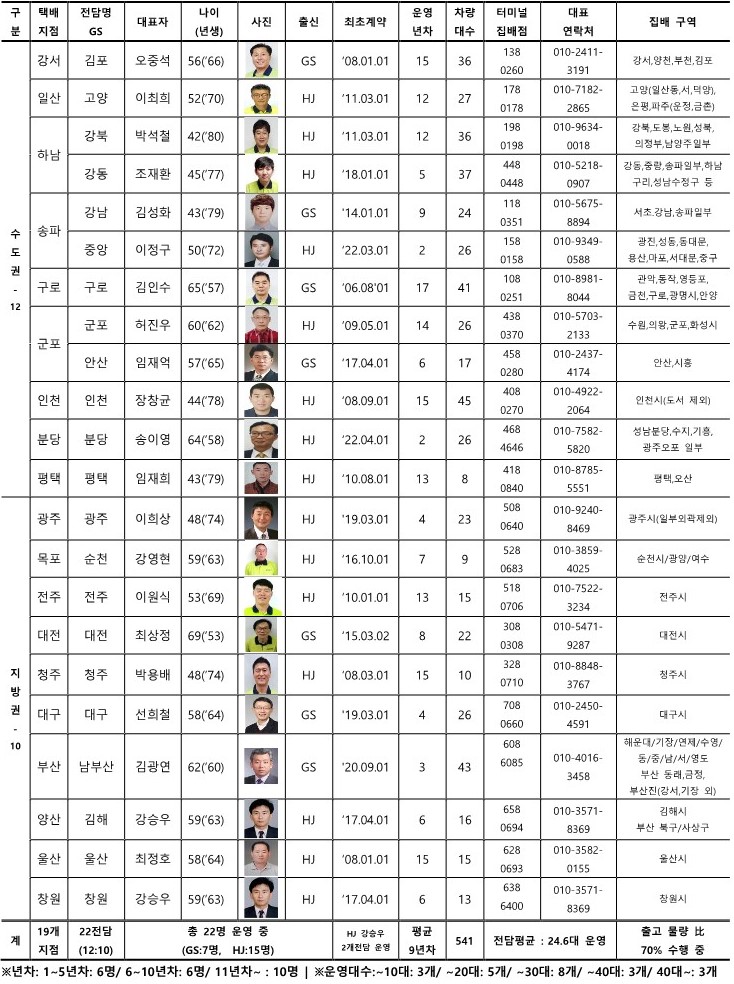 구분 택배지점 전담명GS 대표자 나이(년생) 사진 출신 최초계약 운영년차 차량대수 터미널집배점 대표연락처 집배 구역
수도권-12
강서 김포 오중석 56('66) GS '08.01.01 15 36 138 0260 010-2411-3191 강서,양천,부천,김포
일산 고양 이최희 52('70) HJ '11.03.01 12 27 178 0178 010-7182-2865 고양(일산동,서,덕양), 은평,파주(운정,금촌)
하남 강북 박석철 42('80) HJ '11.03.01 12 36 198 0198 010-9634-0018 강북,도봉,노원,성북, 의정부,남양주일부
강동 조재환 45('77) HJ '18.01.01 5 37 448 0448 010-5218-0907 강동,중랑,송파일부,하남 구리,성남수정구 등
송파 강남 김성화 43('79) GS '14.01.01 9 24 118 0351 010-5675-8894 서초.강남,송파일부
중앙 이정구 50('72) HJ '22.03.01 2 26 158 0158 010-9349-0588 광진,성동,동대문, 용산,마포,서대문,중구
구로 구로 김인수 65('57) GS '06.08'01 17 41 108 0251 010-8981-8044 관악,동작,영등포, 금천,구로,광명시,안양
군포 군포 허진우 60('62) HJ '09.05.01 14 26 438 0370 010-5703-2133 수원,의왕,군포,화성시
안산 임재억 57('65) GS '17.04.01 6 17 458 0280 010-2437-4174 안산,시흥
인천 인천 장창균 44('78) HJ '08.09.01 15 45 408 0270 010-4922-2064 인천시(도서 제외)
분당 분당 송이영 64('58) HJ '22.04.01 2 26 468 4646 010-7582-5820 성남분당,수지,기흥, 광주오포 일부
평택 평택 임재희 43('79) HJ '10.08.01 13 8 418 0840 010-8785-5551 평택,오산
지방권-10
광주 광주 이희상 48('74) HJ '19.03.01 4 23 508 0640 010-9240-8469 광주시(일부외곽제외)
목포 순천 강영현 59('63) HJ '16.10.01 7 9 528 0683 010-3859-4025 순천시/광양/여수
전주 전주 이원식 53('69) HJ '10.01.01 13 15 518 0706 010-7522-3234 전주시
대전 대전 최상정 69('53) GS '15.03.02 8 22 308 0308 010-5471-9287 대전시
청주 청주 박용배 48('74) HJ '08.03.01 15 10 328 0710 010-8848-3767 청주시
대구 대구 선희철 58('64) GS '19.03.01 4 26 708 0660 010-2450-4591 대구시
부산 남부산 김광연 62('60) GS '20.09.01 3 43 608 6085 010-4016-3458 해운대/기장/연제/수영/동/중/남/서/영도 부산 동래,금정, 부산진(강서,기장 외)
양산 김해 강승우 59('63) HJ '17.04.01 6 16 658 0694 010-3571-8369 김해시 부산 북구/사상구
울산 울산 최정호 58('64) HJ '08.01.01 15 15 628 0693 010-3582-0155 울산시
창원 창원 강승우 59('63) HJ '17.04.01 6 13 638 6400 010-3571-8369 창원시
계 19개지점 22전담(12:10) 총 22명 운영 중(GS:7명, HJ:15명) HJ 강승우 2개전담 운영 평균 9년차 541 전담평균 : 24.6대 운영 출고 물량 比 70% 수행 중
※년차: 1~5년차: 6명/ 6~10년차: 6명/ 11년차~ : 10명 | ※운영대수:~10대: 3개/ ~20대: 5개/ ~30대: 8개/ ~40대: 3개/ 40대~: 3개